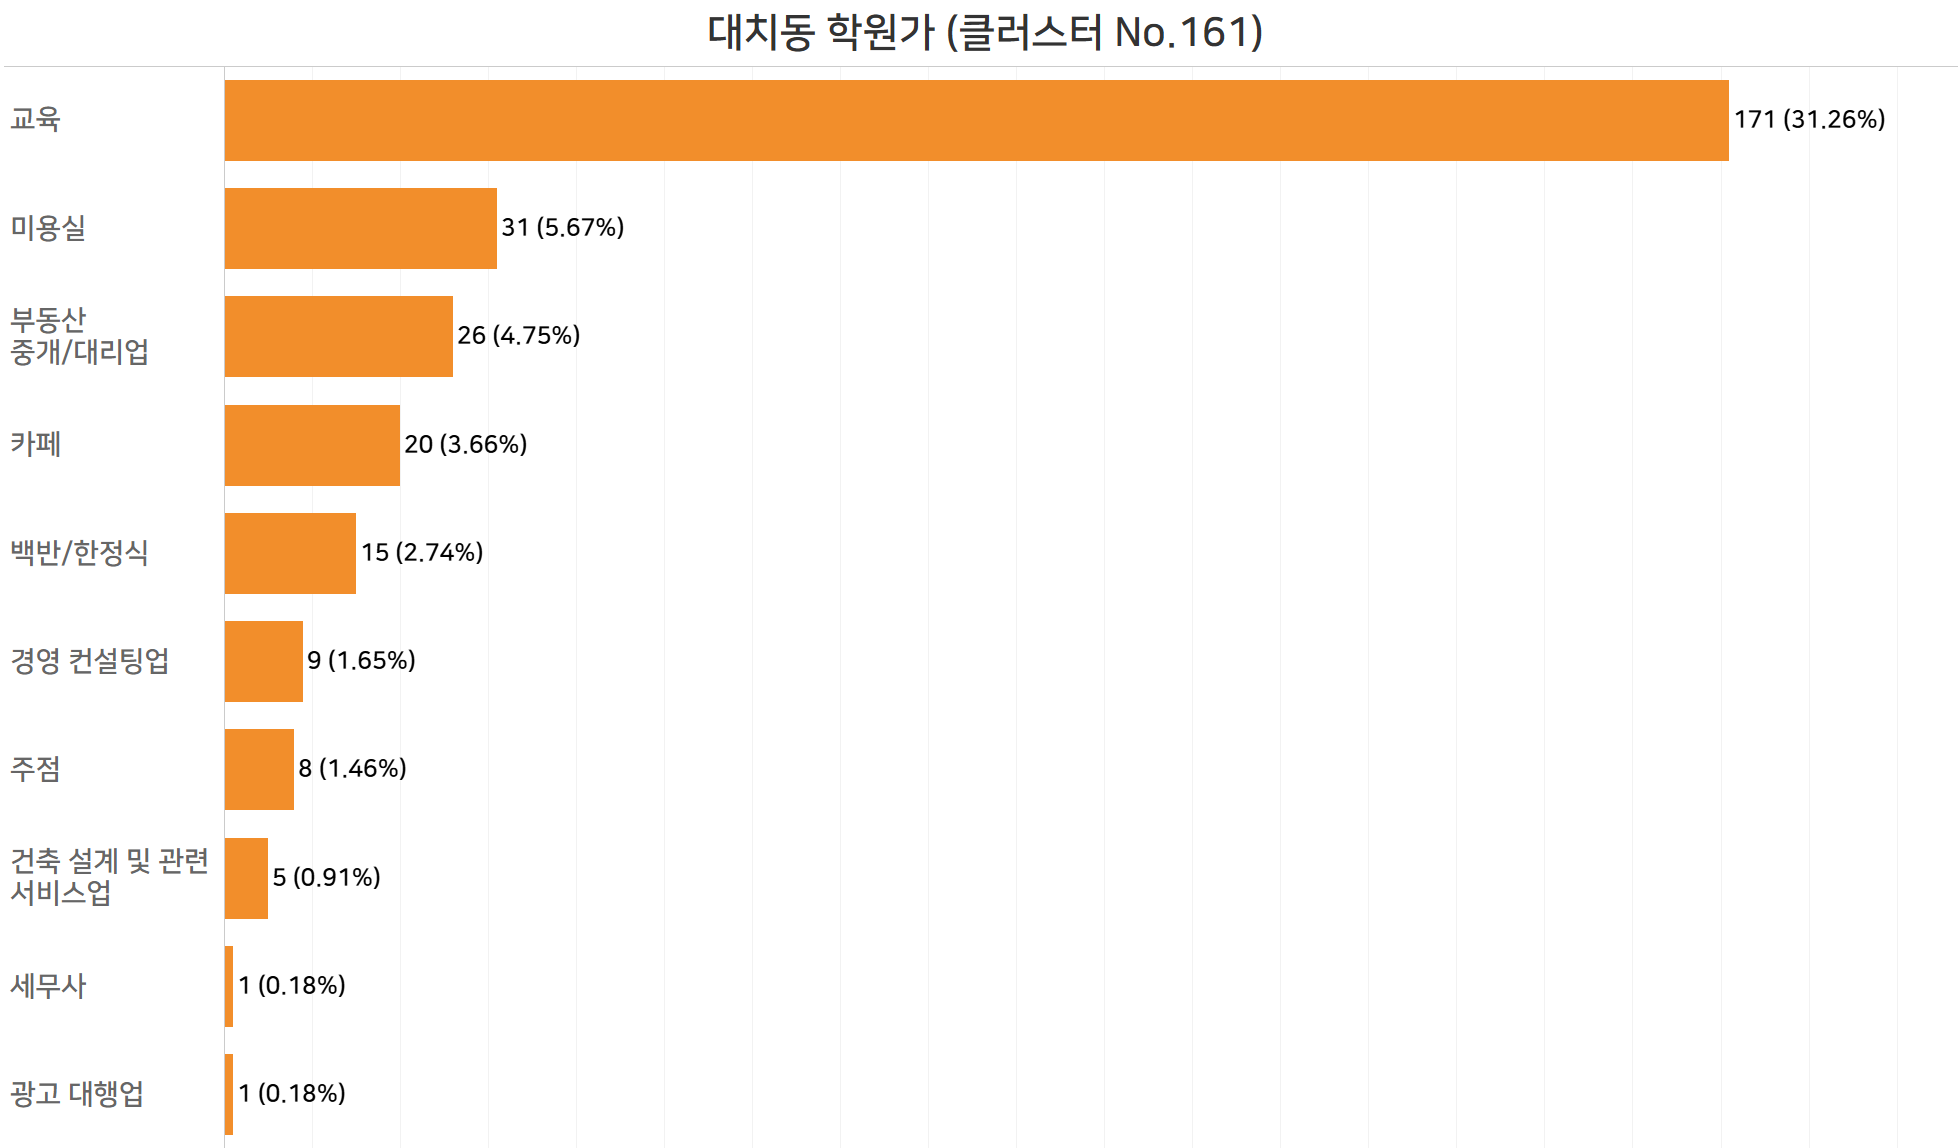 대치동 학원가 (클러스터 No.161)
교육
171 (31.26%)
미용실
31 (5.67%)
부동산
중개/대리업
26 (4.75%)
카페
20 (3.66%)
백반/한정식
15 (2.74%)
경영 컨설팅업
9 (1.65%)
주점
8 (1.46%)
건축 설계 및 관련
서비스업
5 (0.91%)
세무사
1 (0.18%)
광고 대행업
1 (0.18%)